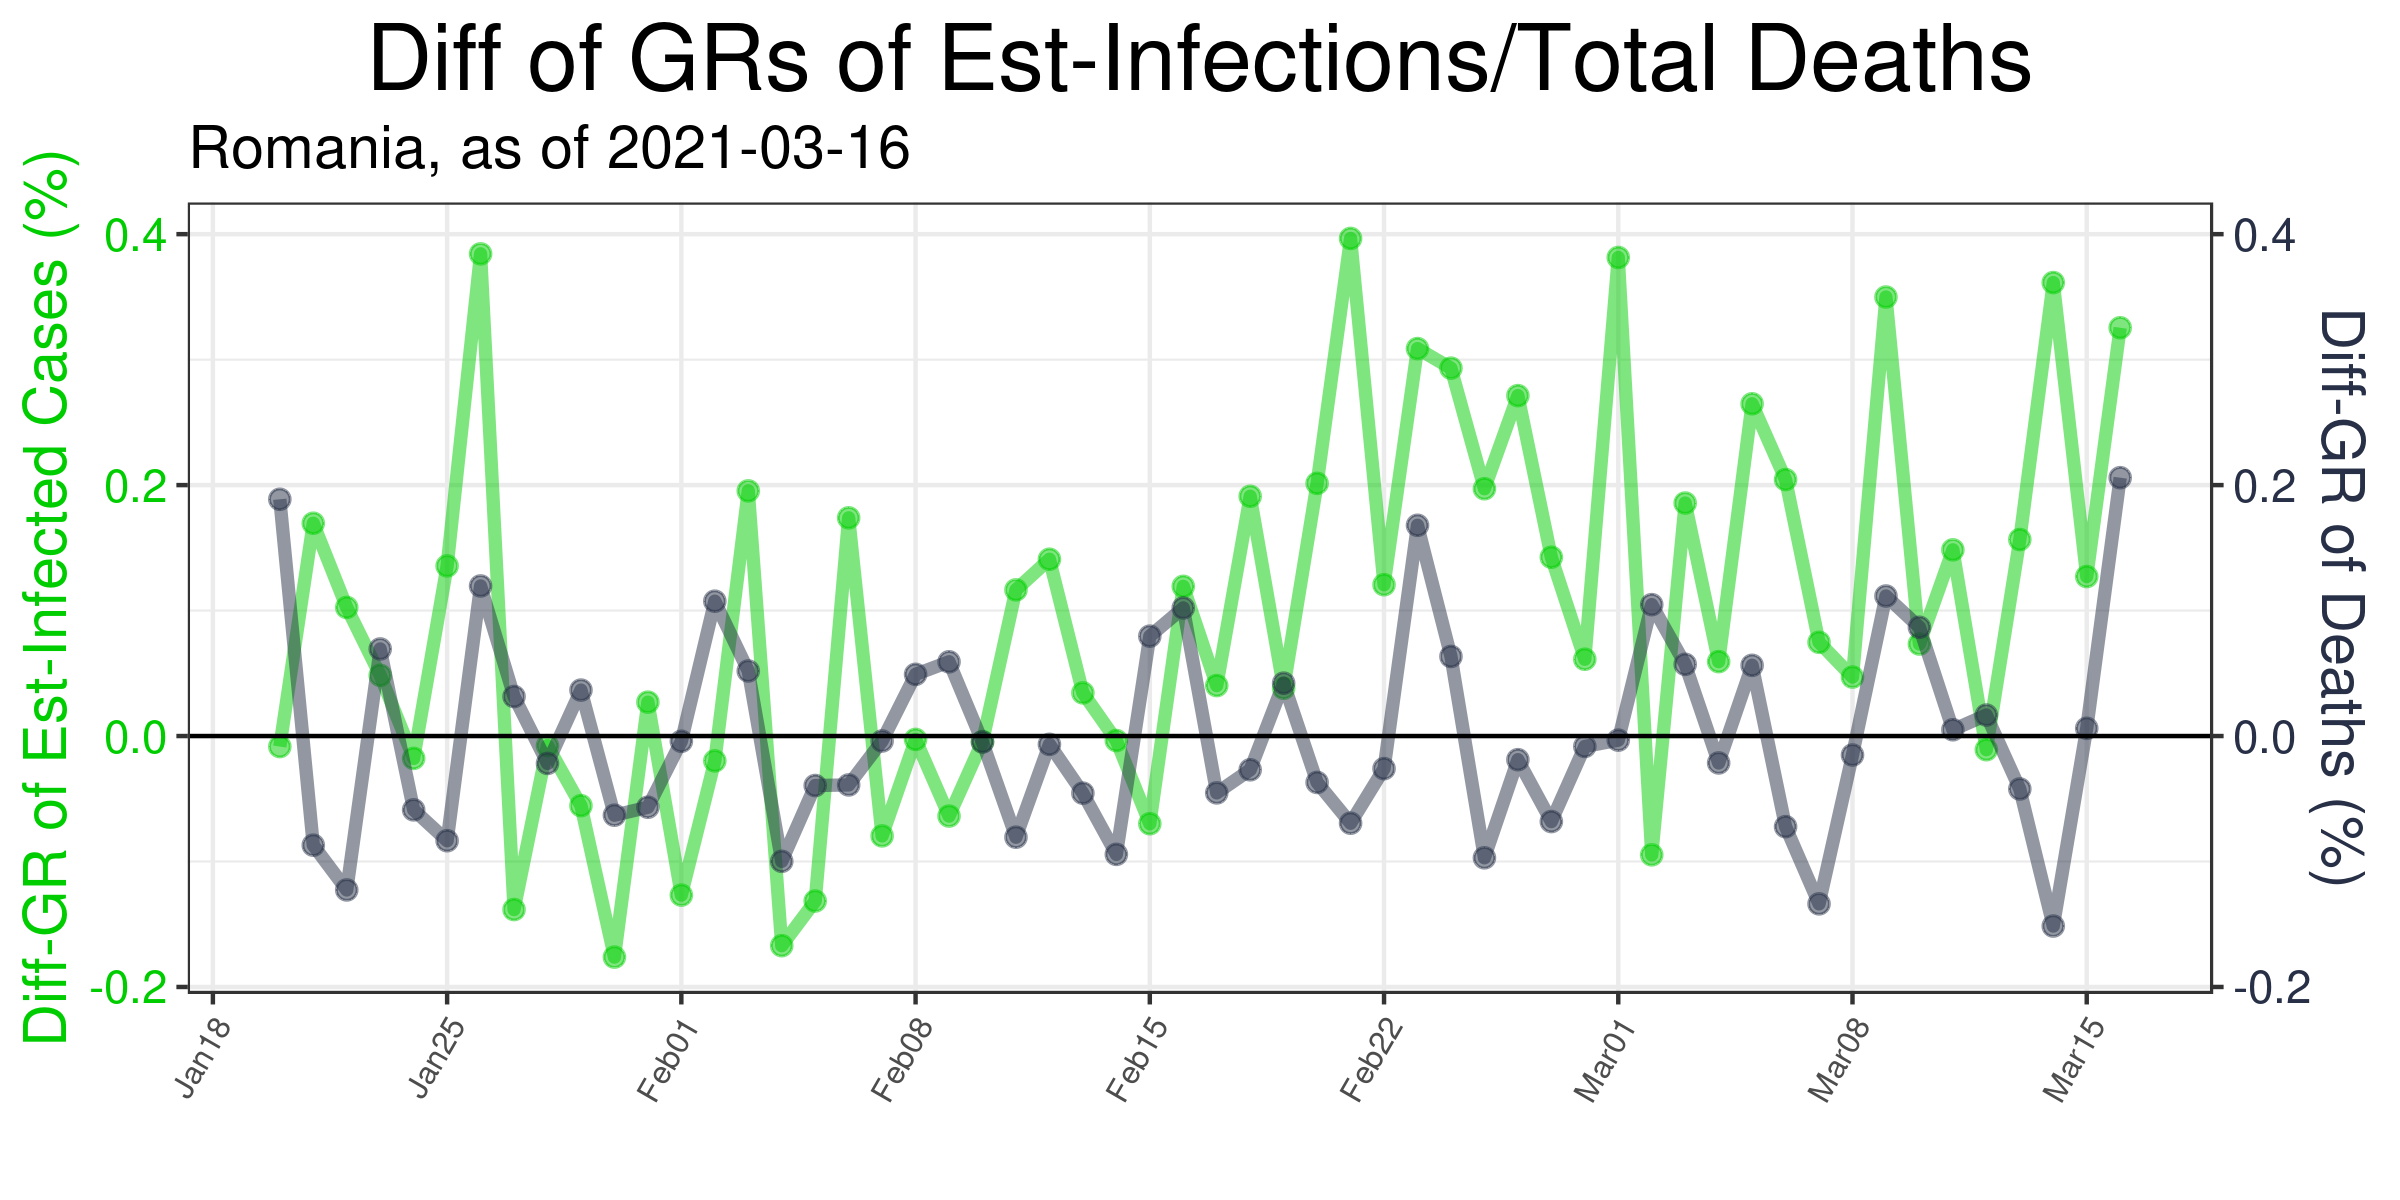 Diff of GRs of Est-Infections/Total Deaths
Romania, as of 2021-03-16
Diff-GR of Est-Infected Cases (%)
0.4
0.2
0.0
-0.2
0.4
0.2
0.0
-0.2
Diff-GR of Deaths (%)
Jan18
Jan25
Feb01
Feb08
Feb15
Feb22
Mar01
Mar08
Mar15